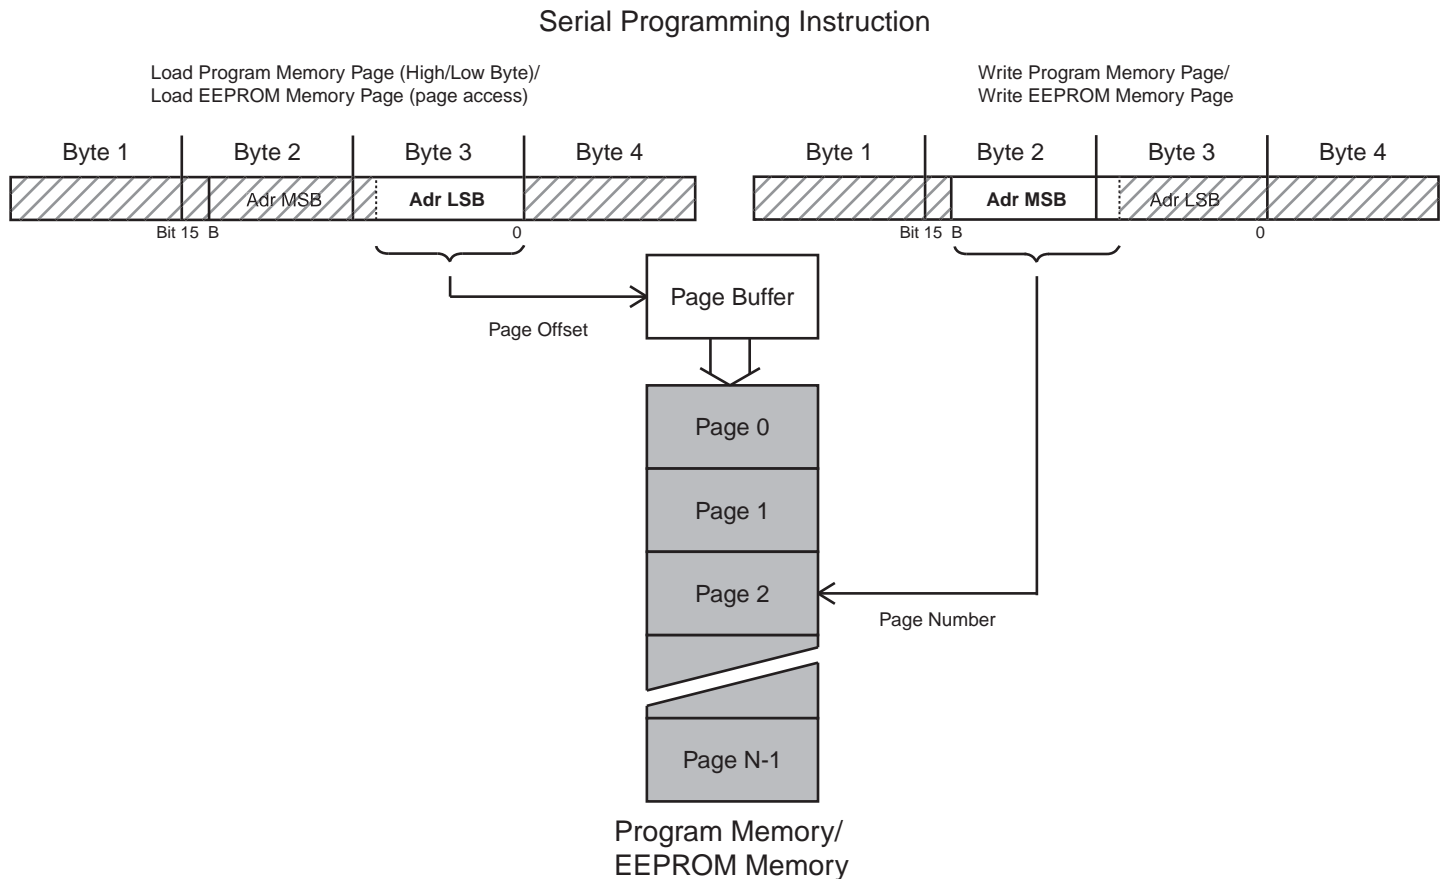 Serial Programming Instruction
Load Program Memory Page (High/Low Byte)/
Load EEPROM Memory Page (page access)
Byte 1
Byte 2
Byte 3
Byte 4
Adr MSB
Adr LSB
Bit 15 B
0
Write Program Memory Page/
Write EEPROM Memory Page
Byte 1
Byte 2
Byte 3
Byte 4
Adr MSB
Adr LSB
Bit 15 B
0
Page Offset
Page Buffer
Page 0
Page 1
Page 2
Page Number
Page N-1
Program Memory/
EEPROM Memory